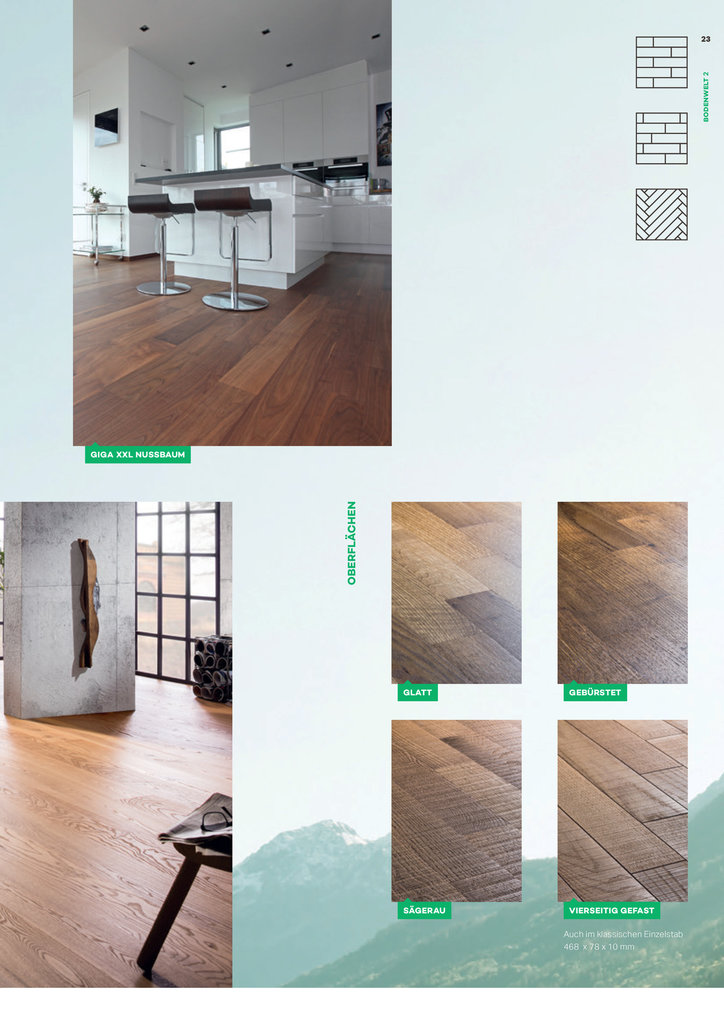 23
BODENWELT 2
GIGA XXL NUSSBAUM
OBERFLÄCHEN
GLATT
GEBÜRSTET
SÄGERAU
VIERSEITIG GEFAST
Auch im klassischen Einzelstab
468 x 78 x 10 mm